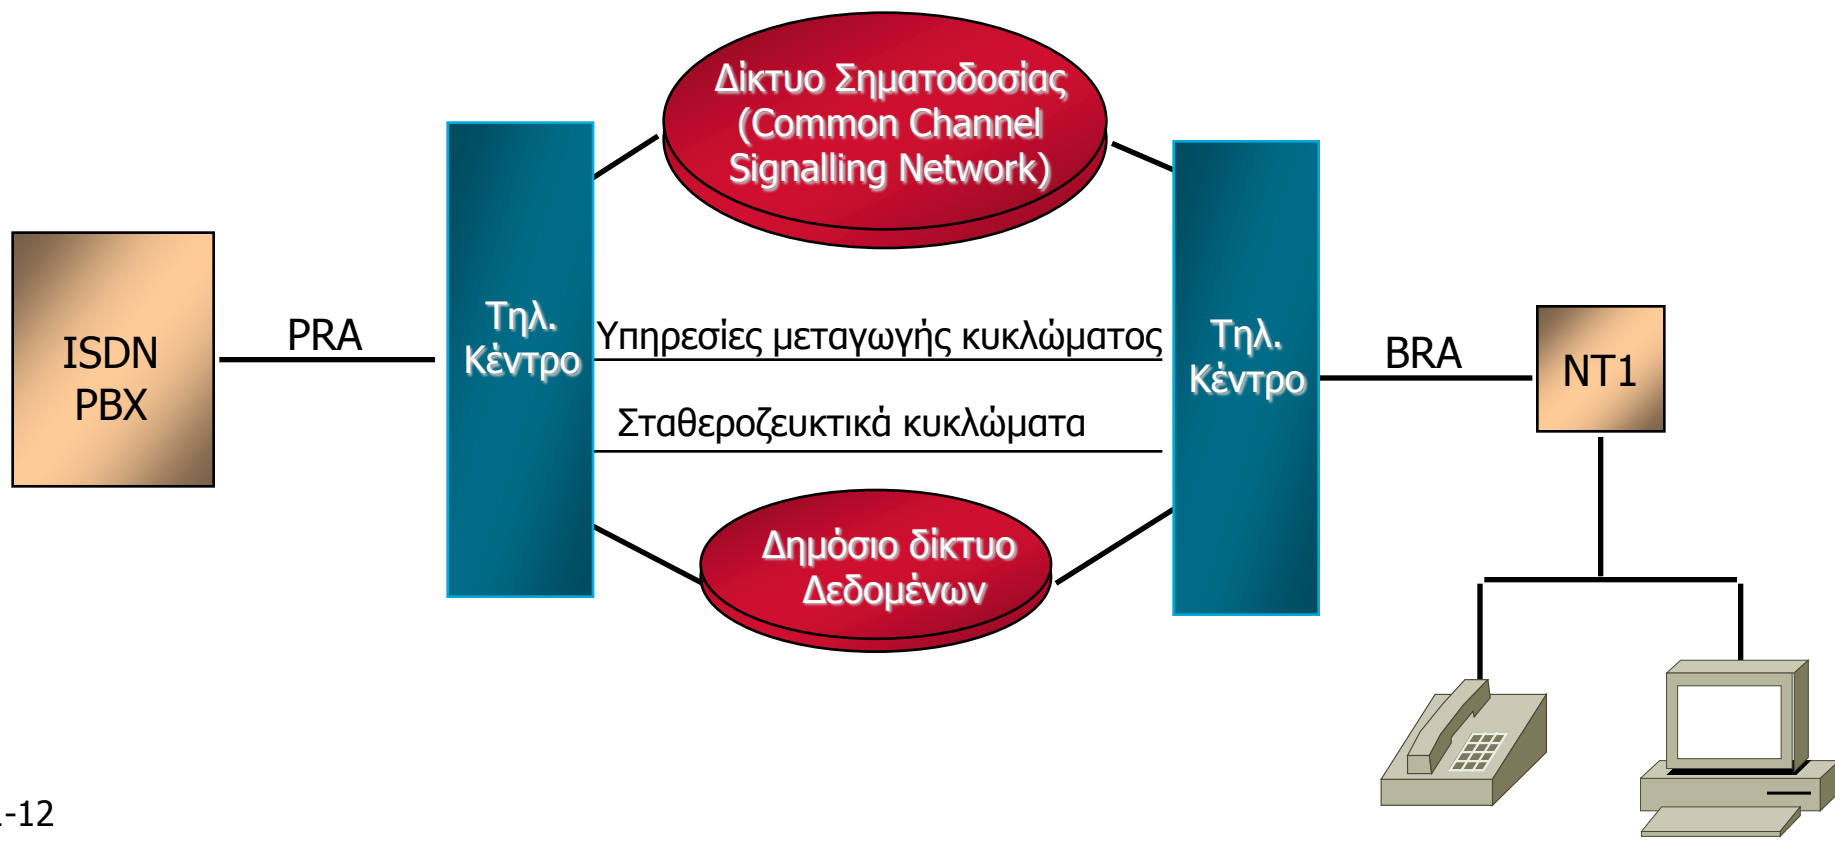 Δίκτυο Σηματοδοσίας
(Common Channel
Signalling Network)
ISDN
PBX
PRA
Τηλ.
Κέντρο
Υπηρεσίες μεταγωγής κυκλώματος
Σταθεροζευκτικά κυκλώματα
Τηλ.
Κέντρο
BRA
NT1
Δημόσιο δίκτυο
Δεδομένων
-12